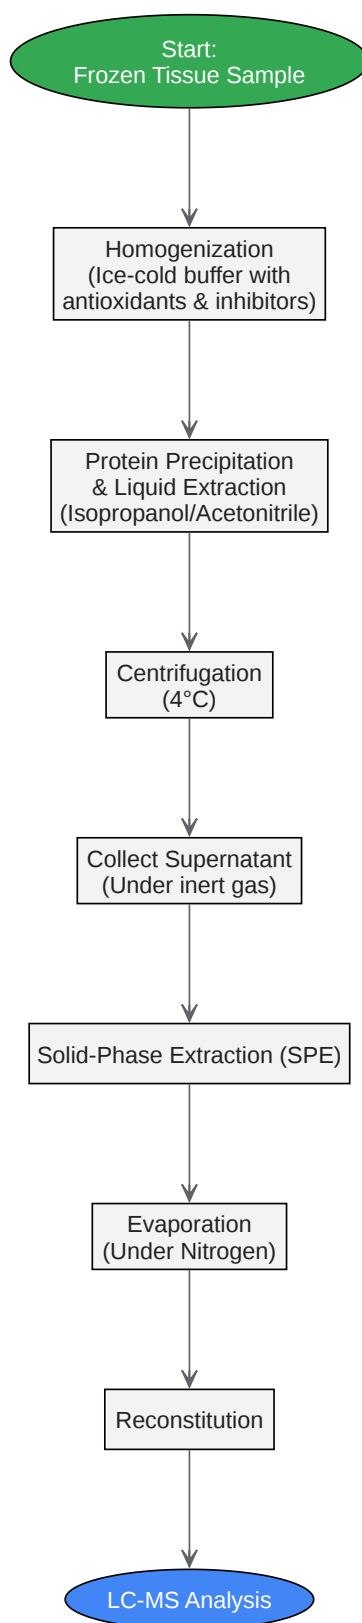 Start:
Frozen Tissue Sample
Homogenization
(Ice-cold buffer with
antioxidants & inhibitors)
Protein Precipitation
& Liquid Extraction
(Isopropanol/Acetonitrile)
Centrifugation
(4°C)
Collect Supernatant
(Under inert gas)
Solid-Phase Extraction (SPE)
Evaporation
(Under Nitrogen)
Reconstitution
LC-MS Analysis